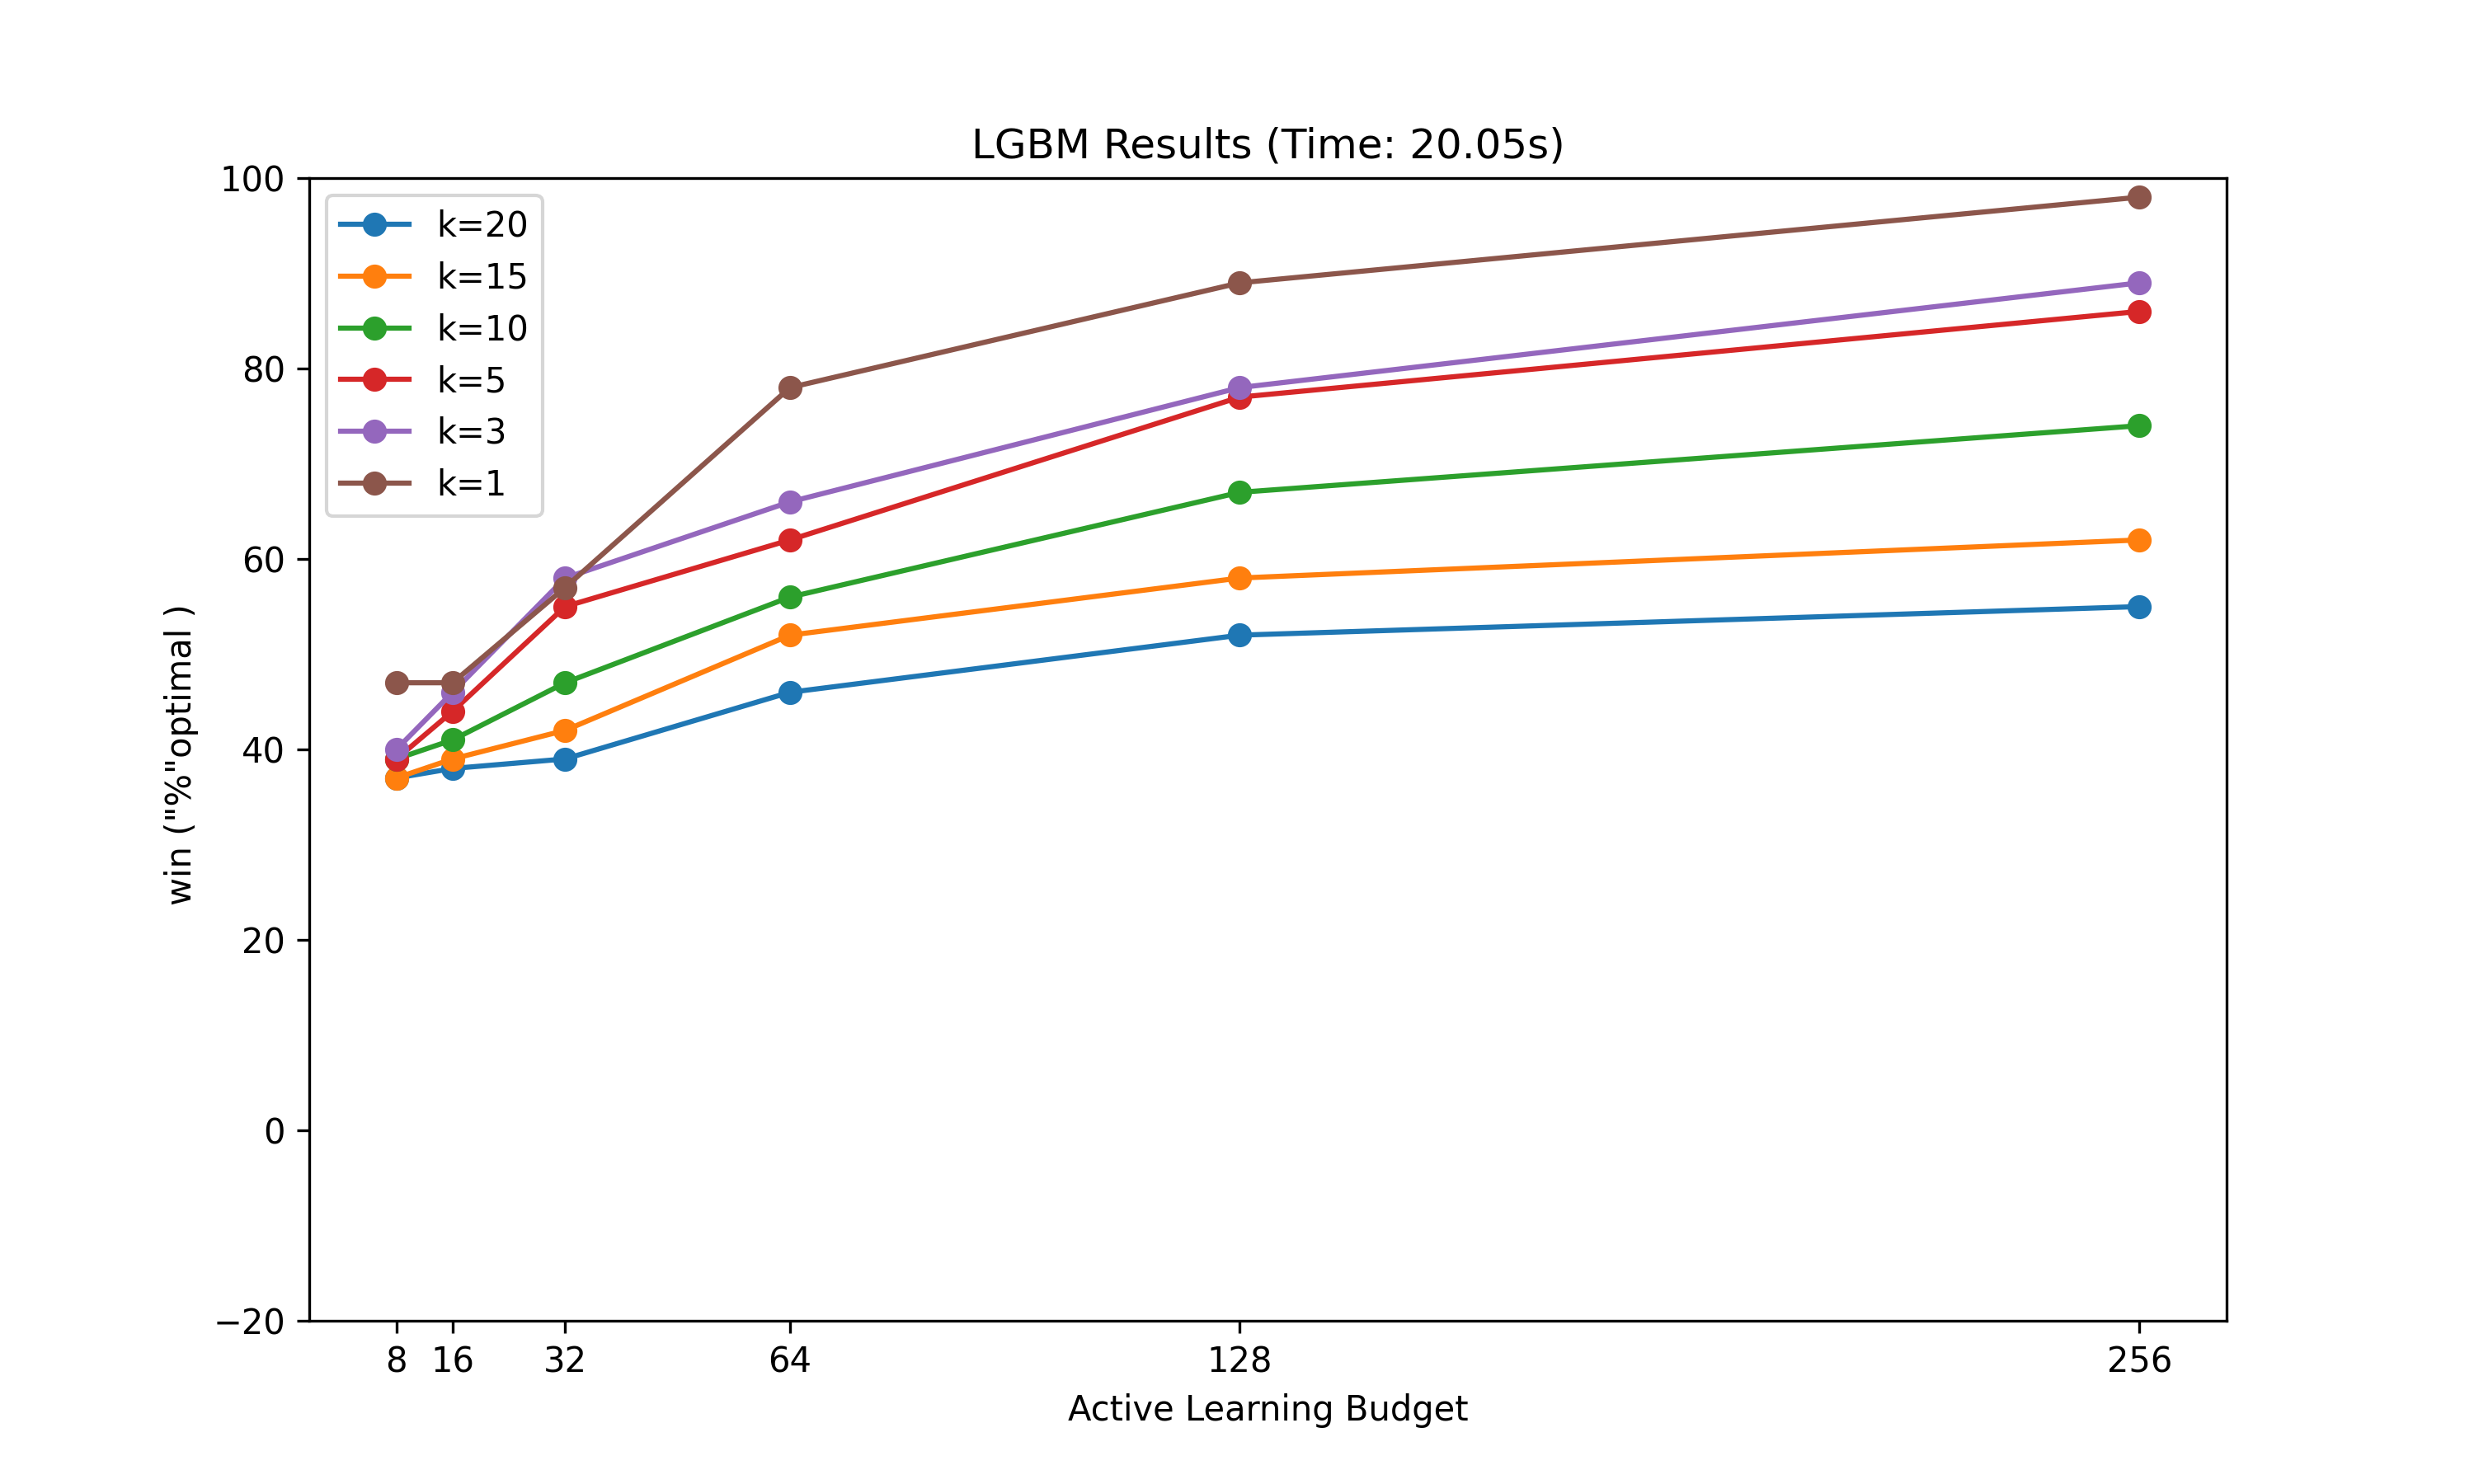 LGBM Results (Time: 20.05s)
100
80
60
40
20
0
−20
win ("%"optimal )
k=20
k=15
k=10
k=5
k=3
k=1
8 16 32 64 128 256
Active Learning Budget